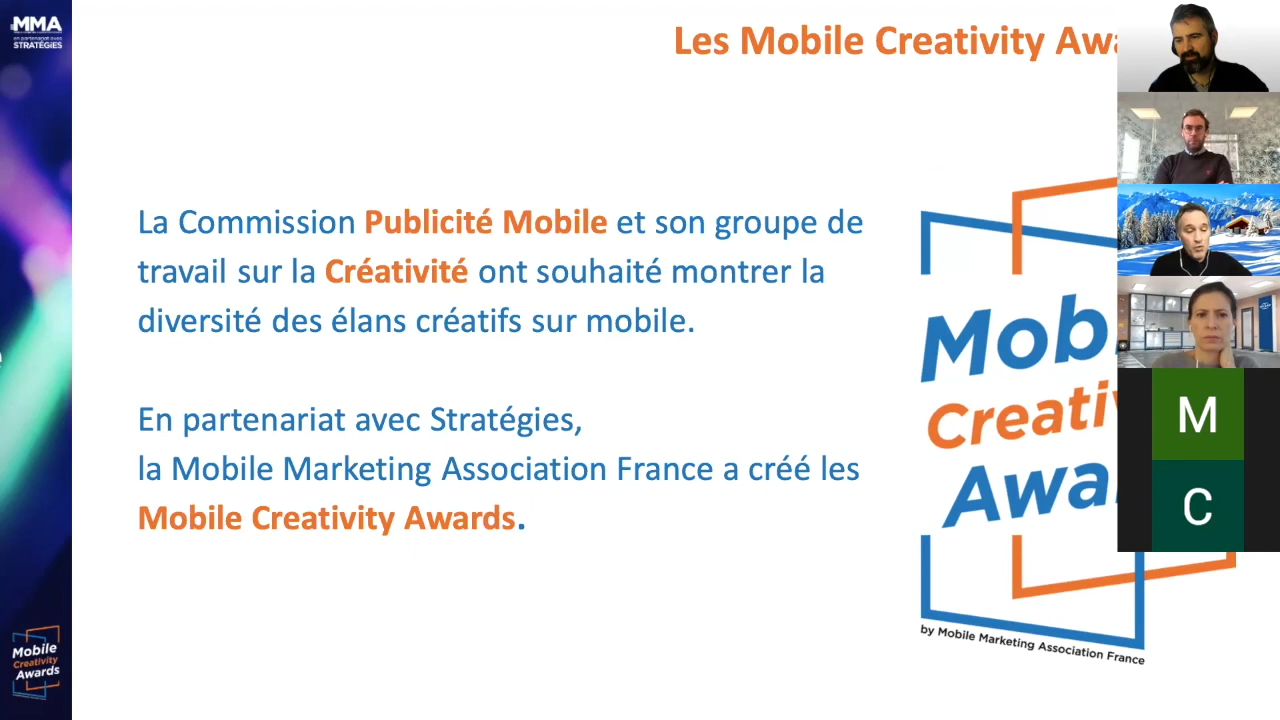 MMA
en partenariat avec
STRATÉGIES
Les Mobile Creativity Awa
La Commission Publicité Mobile et son groupe de
travail sur la Créativité ont souhaité montrer la
diversité des élans créatifs sur mobile.
En partenariat avec Stratégies,
la Mobile Marketing Association France a créé les
Mobile Creativity Awards.
Mob
Creativ
Awa
by Mobile Marketing Association France
M
C
Mobile
Creativity
Awards